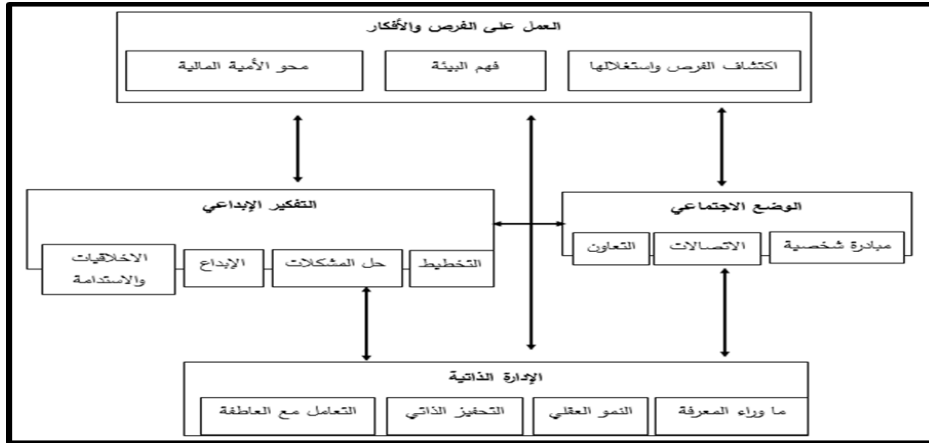 العمل على الفرص والأفكار
اكتشاف الفرص واستغلالها
فهم البيئة
محو الأمية المالية
الوضع الاجتماعي
مبادرة شخصية
الاتصالات
التعاون
التفكير الإبداعي
التخطيط
حل المشكلات
الإبداع
الاخلاقيات
والاستدامة
الإدارة الذاتية
ما وراء المعرفة
النمو العقلي
التحفيز الذاتي
التعامل مع العاطفة